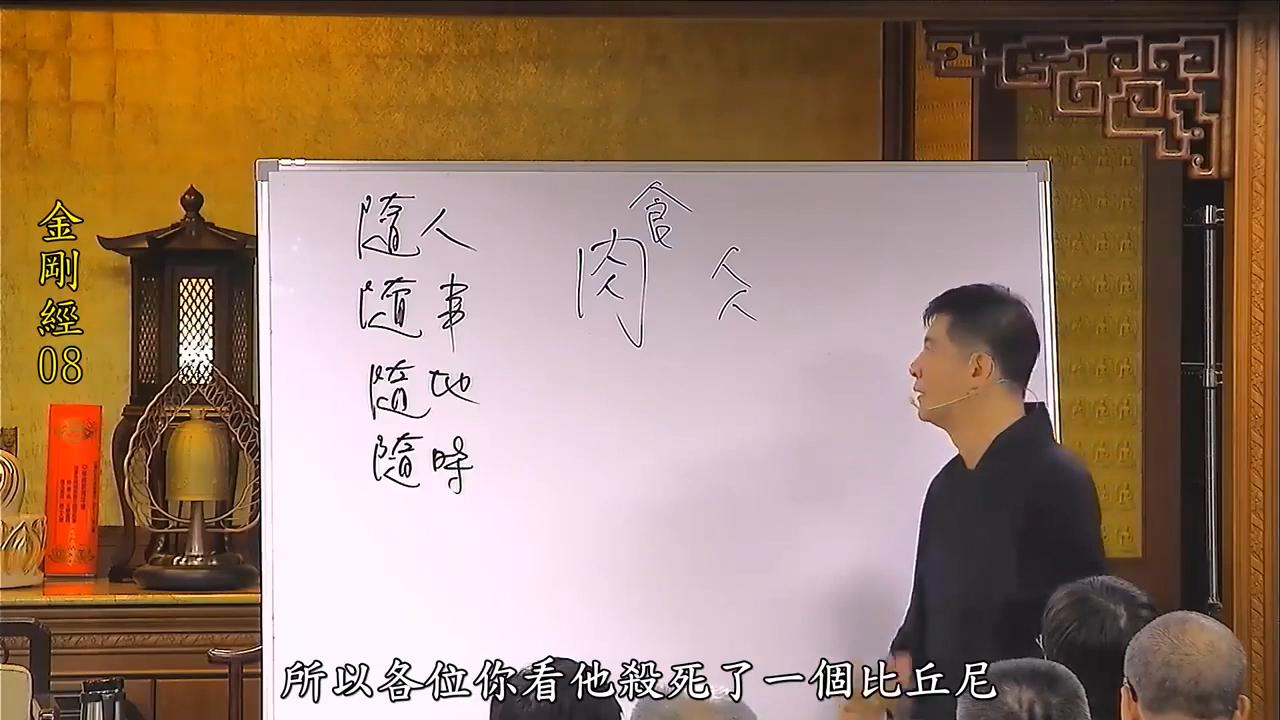 金剛經08
隨人
隨事
隨地
隨時
食
肉
人
人
所以各位你看他殺死了一個比丘尼